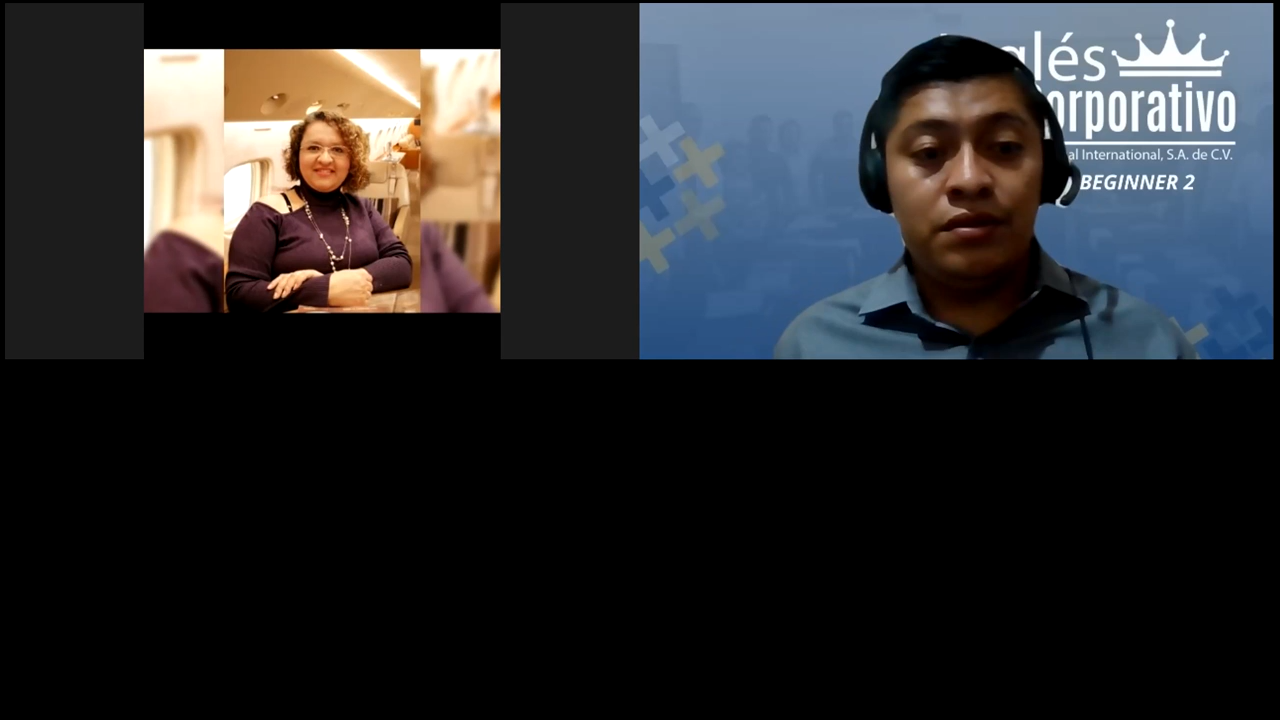 glés
orporativo
al International, S.A. de C.V.
BEGINNER 2